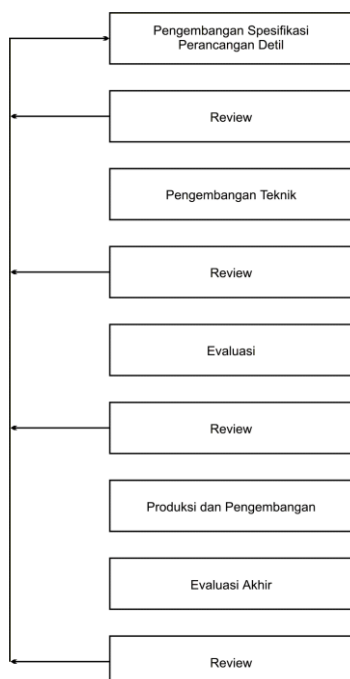 Pengembangan Spesifikasi
Perancangan Detil
Review
Pengembangan Teknik
Review
Evaluasi
Review
Produksi dan Pengembangan
Evaluasi Akhir
Review